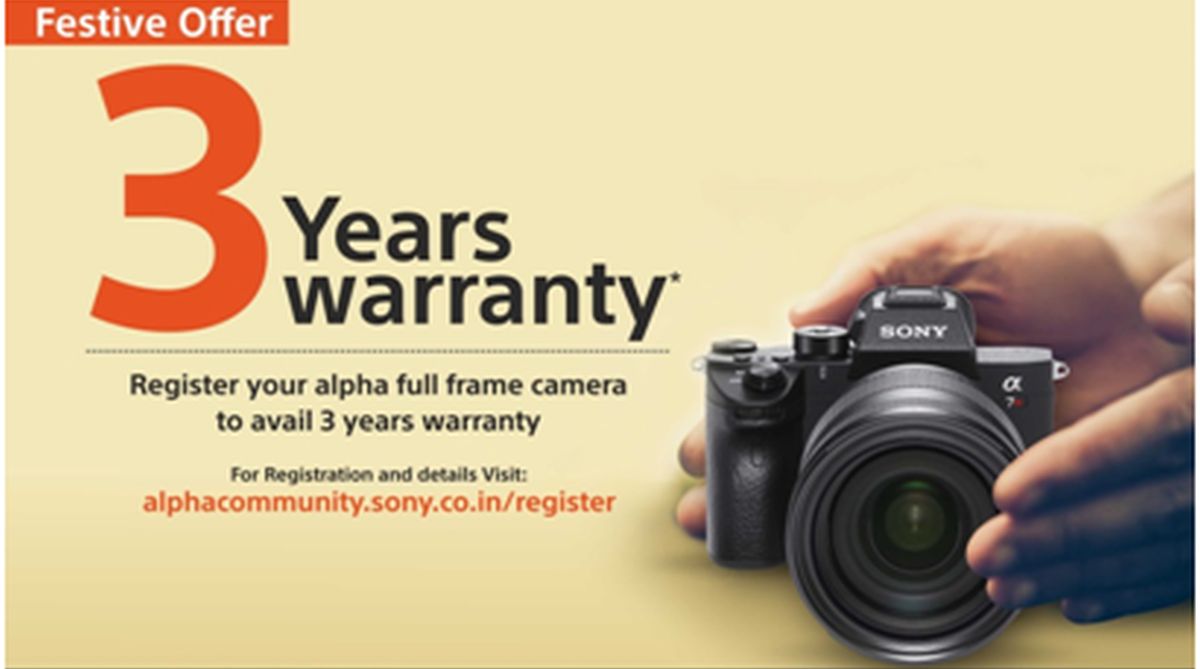 Festive Offer
3
Years
warranty*
Register your alpha full frame camera
to avail 3 years warranty
For Registration and details Visit:
alphacommunity.sony.co.in/register
SONY
α
7R